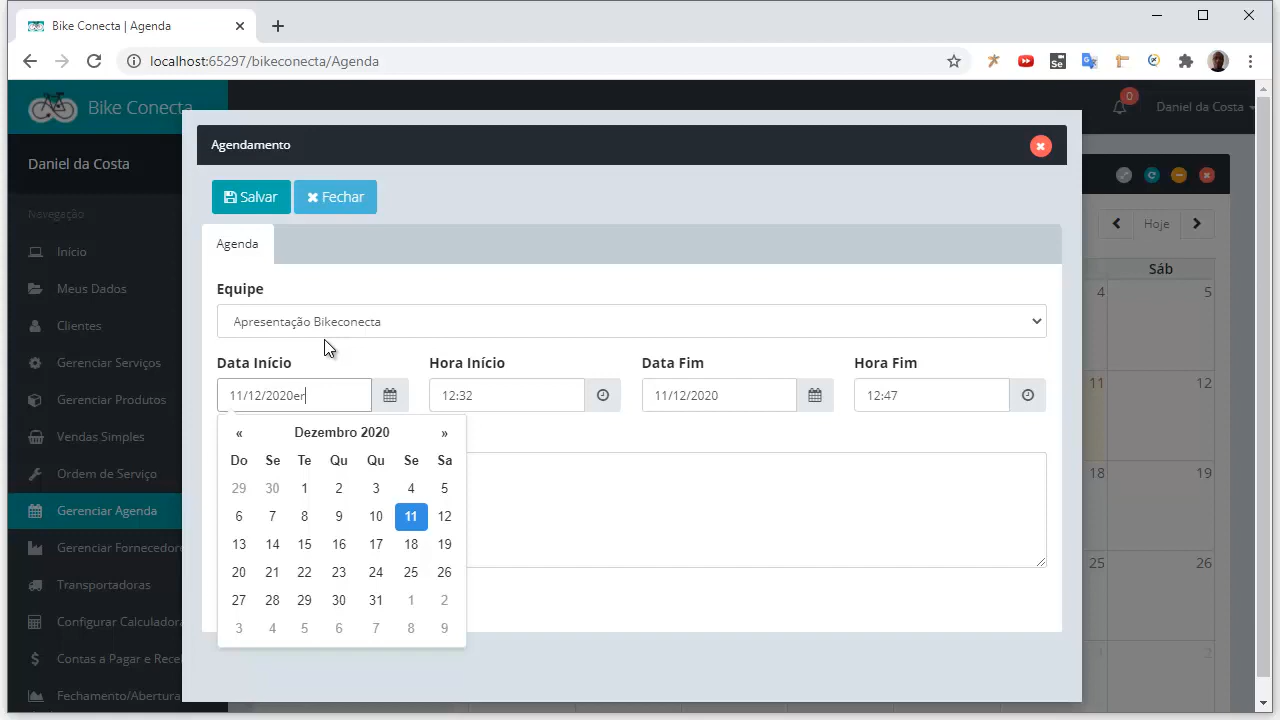 Bike Conecta | Agenda
localhost:65297/bikeconecta/Agenda
Bike Conecta
0
Daniel da Costa
Daniel da Costa
Navegação
Início
Meus Dados
Clientes
Gerenciar Serviços
Gerenciar Produtos
Vendas Simples
Ordem de Serviço
Gerenciar Agenda
Gerenciar Fornecedor
Transportadoras
Configurar Calculadora
Contas a Pagar e Rece
Fechamento/Abertura
Agendamento
Salvar
Fechar
Agenda
Equipe
Apresentação Bikeconecta
Data Início
Hora Início
Data Fim
Hora Fim
11/12/2020er
12:32
11/12/2020
12:47
« Dezembro 2020 »
Do Se Te Qu Qu Se Sa
29 30 1 2 3 4 5
6 7 8 9 10 11 12
13 14 15 16 17 18 19
20 21 22 23 24 25 26
27 28 29 30 31 1 2
3 4 5 6 7 8 9
Hoje
Sáb
4 5
11 12
18 19
25 26
1 2